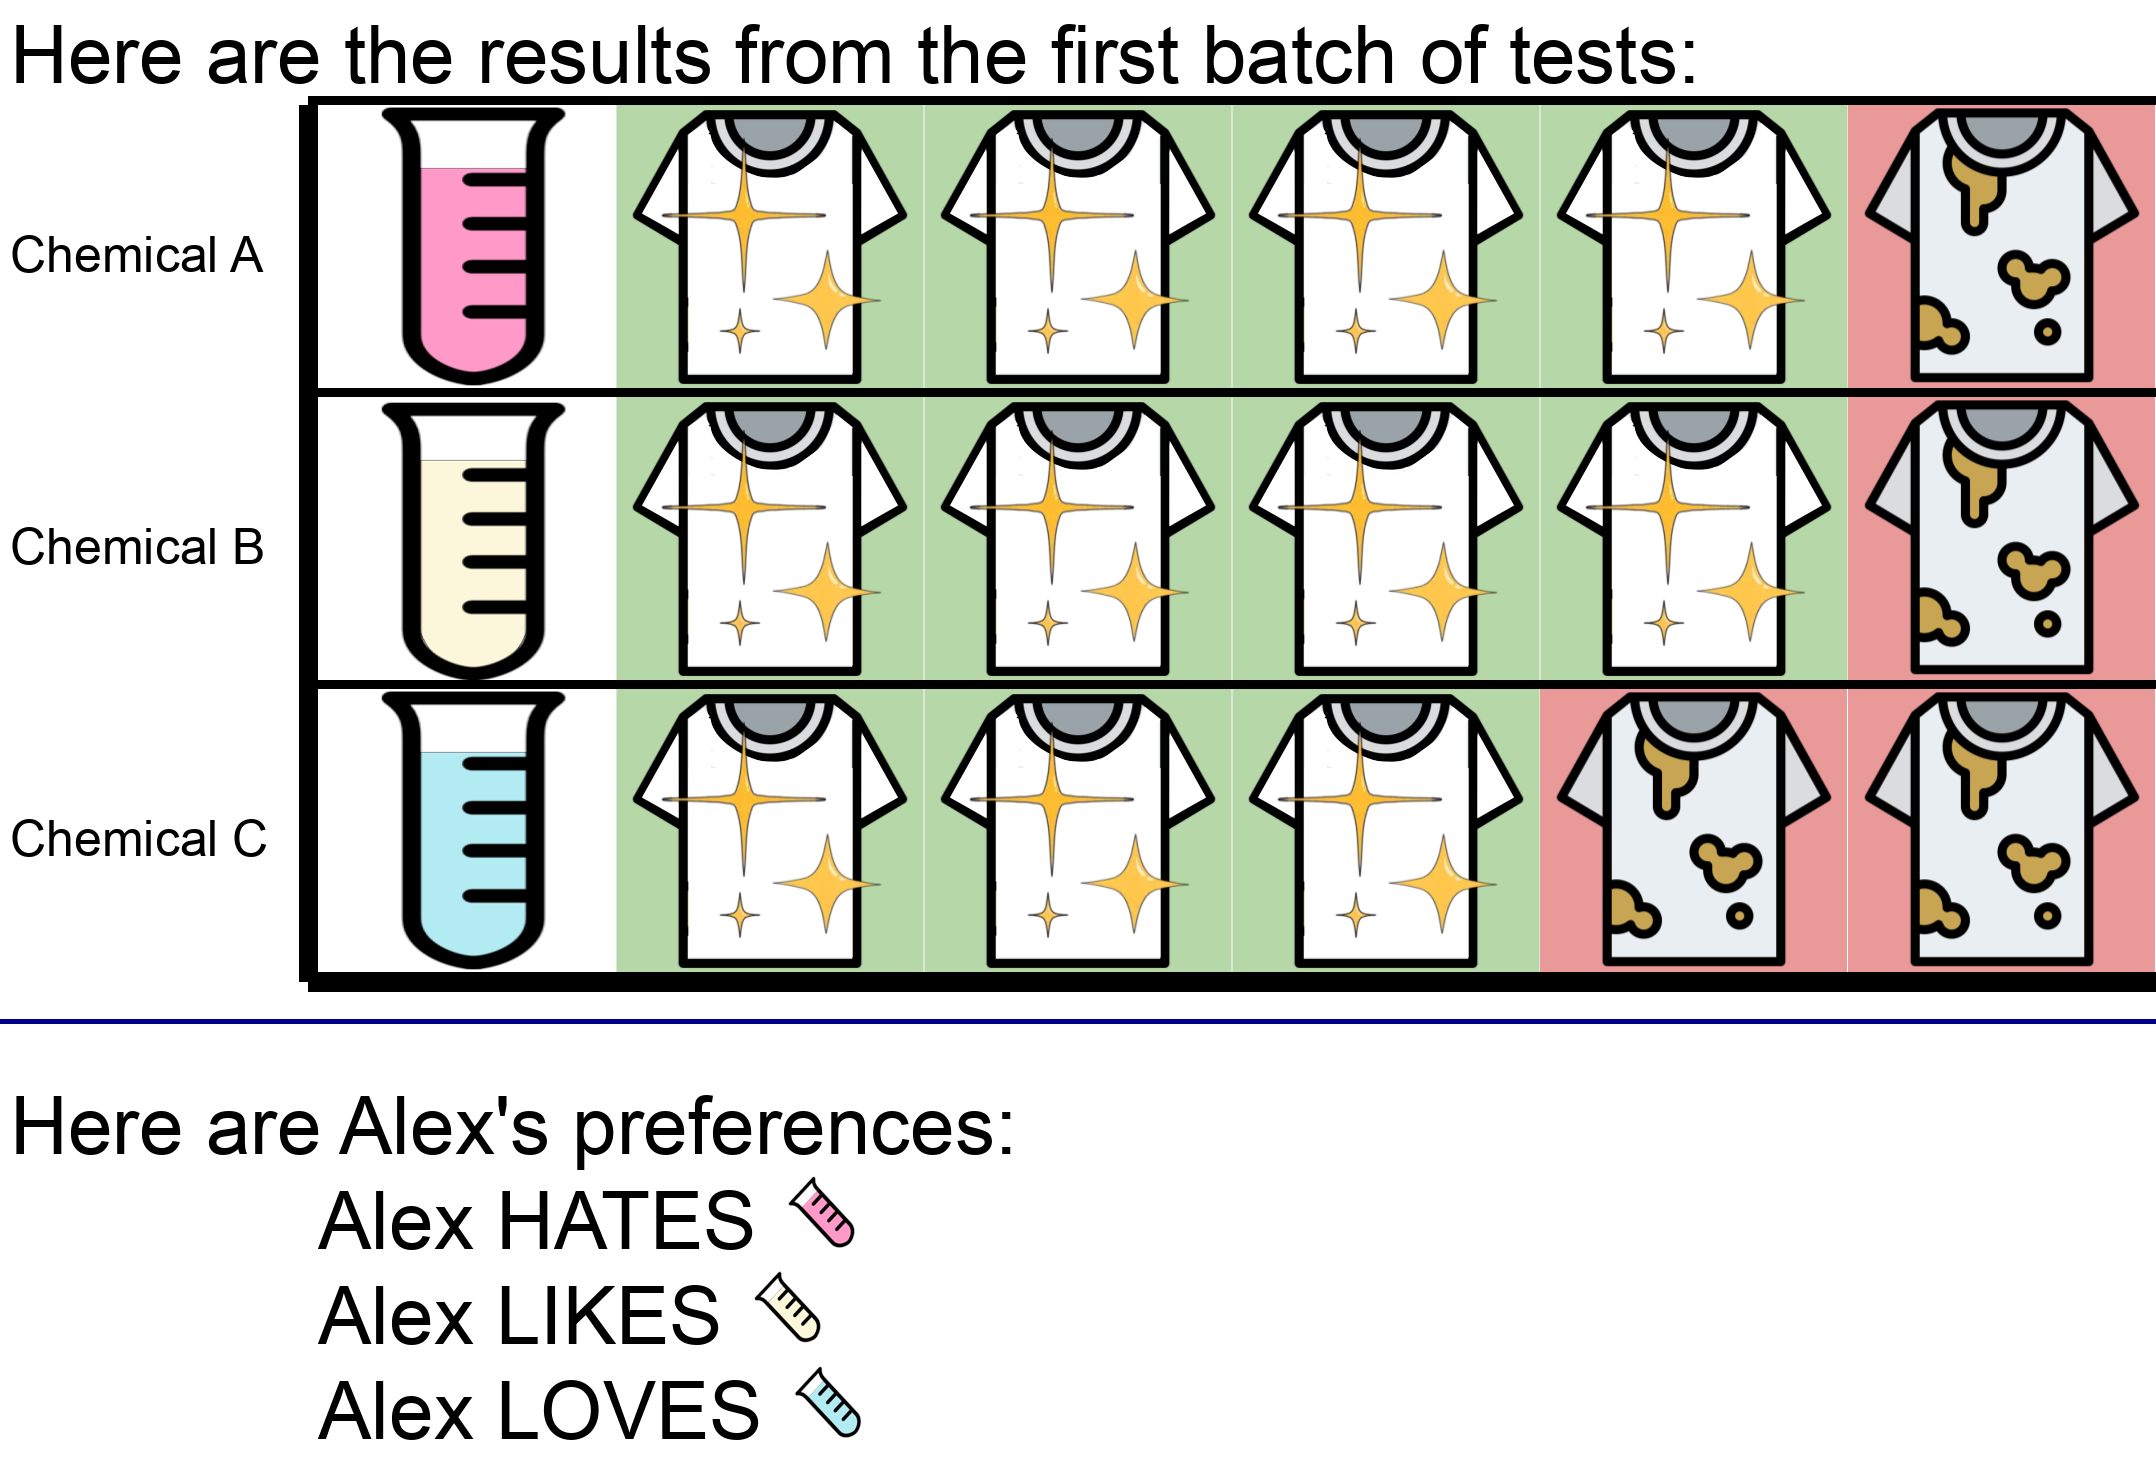 Here are the results from the first batch of tests:
Chemical A
Chemical B
Chemical C
Here are Alex's preferences:
Alex HATES
Alex LIKES
Alex LOVES